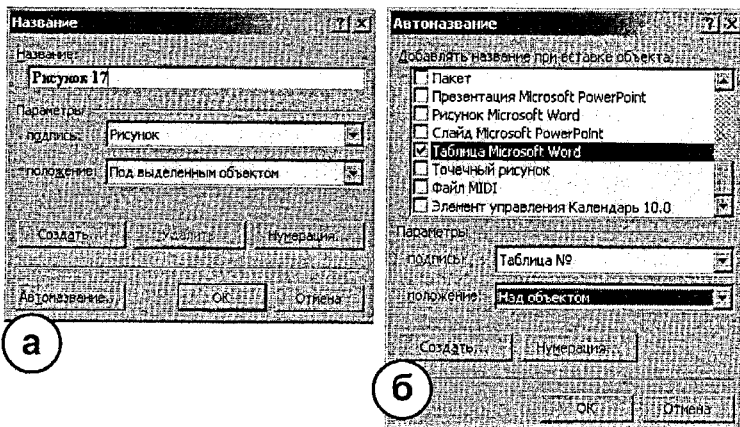 Название
Название:
Рисунок 17
Параметры
подпись: Рисунок
положение: Под выделенным объектом
Создать... Удалить Нумерация...
Автоназвание... ОК Отмена
а
Автоназвание
Добавлять название при вставке объекта:
Пакет
Презентация Microsoft PowerPoint
Рисунок Microsoft Word
Слайд Microsoft PowerPoint
Таблица Microsoft Word
Точечный рисунок
Файл MIDI
Элемент управления Календарь 10.0
Параметры
подпись: Таблица №
положение: Над объектом
Создать... Нумерация...
ОК Отмена
б